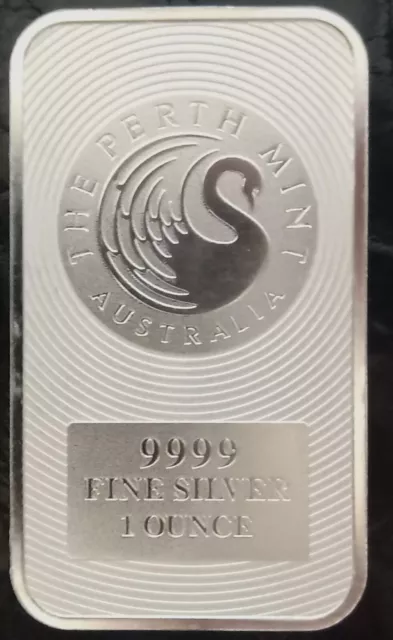 THE PERTH MINT
AUSTRALIA
9999
FINE SILVER
1 OUNCE